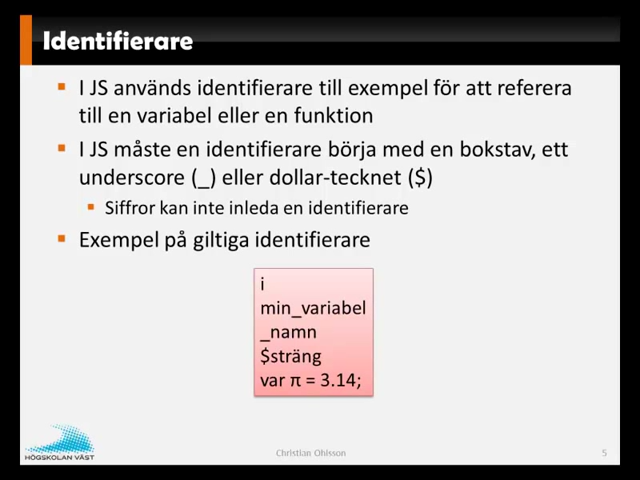 Identifierare
I JS används identifierare till exempel för att referera
till en variabel eller en funktion
I JS måste en identifierare börja med en bokstav, ett
underscore (_) eller dollar-tecknet ($)
Siffror kan inte inleda en identifierare
Exempel på giltiga identifierare
i
min_variabel
_namn
$sträng
var π = 3.14;
HÖGSKOLAN VÄST
Christian Ohlsson
5